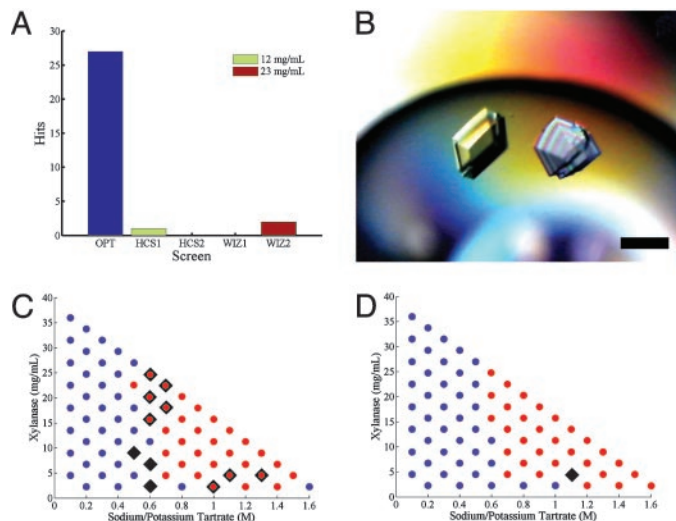 A
30
25
20
15
10
5
0
Hits
12 mg/mL
23 mg/mL
OPT HCS1 HCS2 WIZ1 WIZ2
Screen
B
C
40
35
30
25
20
15
10
5
0
Xylanase (mg/mL)
0 0.2 0.4 0.6 0.8 1.0 1.2 1.4 1.6
Sodium/Potassium Tartrate (M)
D
40
35
30
25
20
15
10
5
0
Xylanase (mg/mL)
0 0.2 0.4 0.6 0.8 1.0 1.2 1.4 1.6
Sodium/Potassium Tartrate (M)